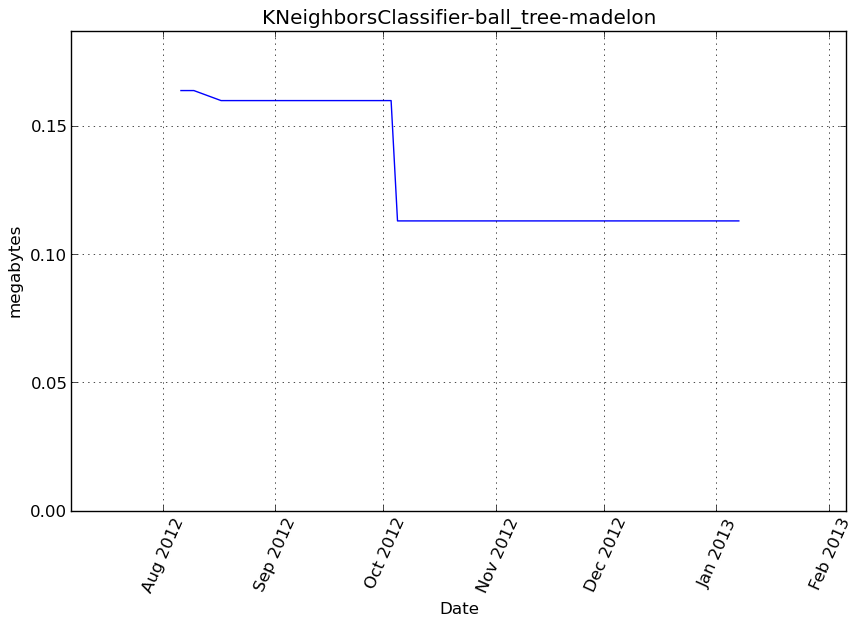 KNeighborsClassifier-ball_tree-madelon
megabytes
0.15
0.10
0.05
0.00
Aug 2012
Sep 2012
Oct 2012
Nov 2012
Dec 2012
Jan 2013
Feb 2013
Date